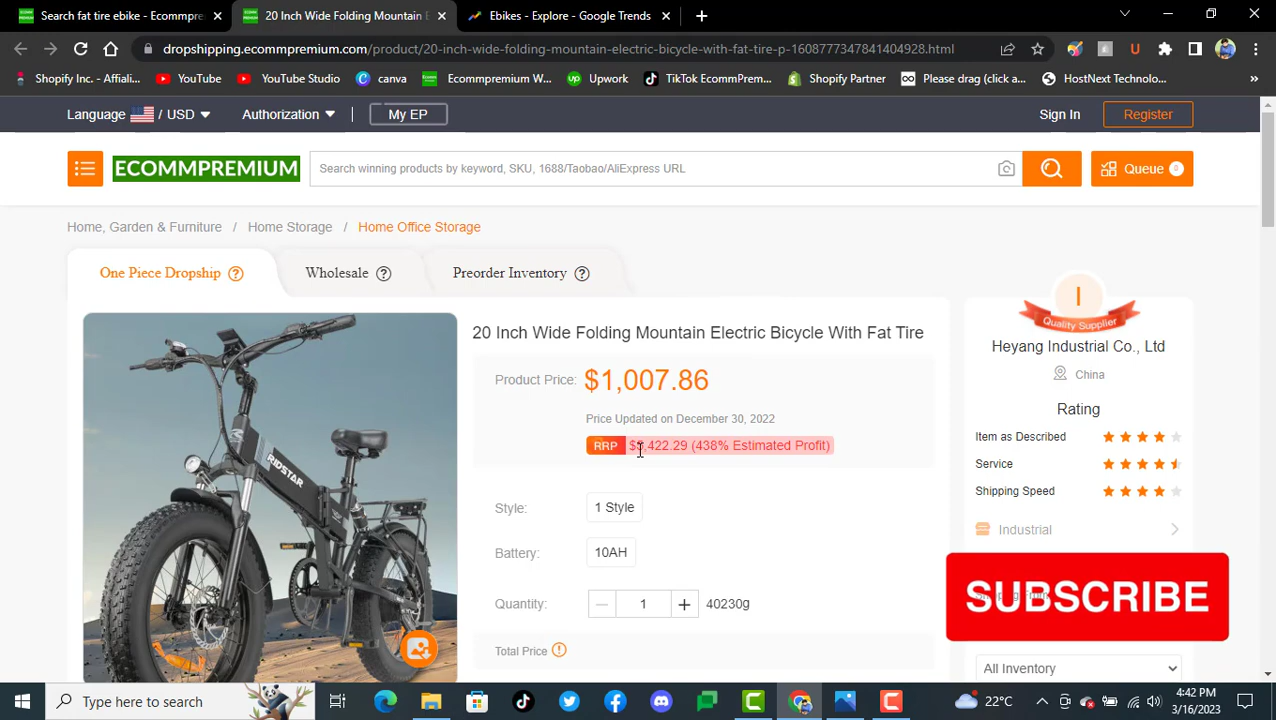 Search fat tire ebike - Ecommpre
20 Inch Wide Folding Mountain E
Ebikes - Explore - Google Trends
dropshipping.ecommpremium.com/product/20-inch-wide-folding-mountain-electric-bicycle-with-fat-tire-p-1608777347841404928.html
Shopify Inc. - Affiali...
YouTube
YouTube Studio
canva
Ecommpremium W...
Upwork
TikTok EcommPrem...
Shopify Partner
Please drag (click a...
HostNext Technolo...
Language / USD
Authorization
My EP
Sign In
Register
ECOMMPREMIUM
Search winning products by keyword, SKU, 1688/Taobao/AliExpress URL
Queue 0
Home, Garden & Furniture / Home Storage / Home Office Storage
One Piece Dropship ?
Wholesale ?
Preorder Inventory ?
20 Inch Wide Folding Mountain Electric Bicycle With Fat Tire
Product Price: $1,007.86
Price Updated on December 30, 2022
RRP
,422.29 (438% Estimated Profit)
Style: 1 Style
Battery: 10AH
Quantity: 1 + 40230g
Total Price
RIDSTAR
I
Quality Supplier
Heyang Industrial Co., Ltd
China
Rating
Item as Described
Service
Shipping Speed
Industrial
SUBSCRIBE
All Inventory
Type here to search
22°C
4:42 PM
3/16/2023